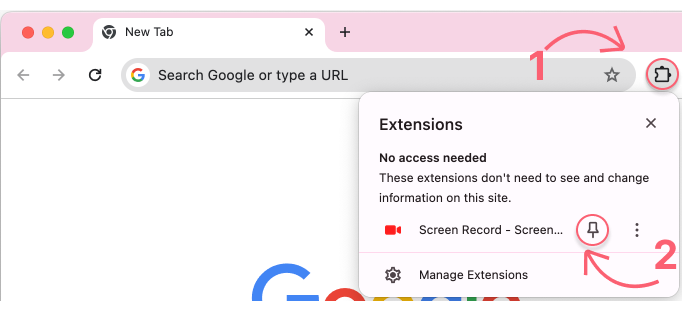 New Tab
1
Search Google or type a URL
Extensions
No access needed
These extensions don't need to see and change
information on this site.
Screen Record - Screen...
2
Manage Extensions
Google